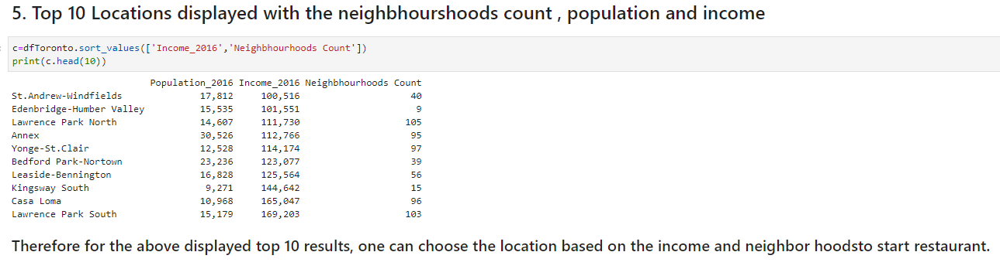 5. Top 10 Locations displayed with the neighbhourshoods count , population and income
c=dfToronto.sort_values(['Income_2016','Neighbhourhoods Count'])
print(c.head(10))
Population_2016 Income_2016 Neighbhourhoods Count
St.Andrew-Windfields 17,812 100,516 40
Edenbridge-Humber Valley 15,535 101,551 9
Lawrence Park North 14,607 111,730 105
Annex 30,526 112,766 95
Yonge-St.Clair 12,528 114,174 97
Bedford Park-Nortown 23,236 123,077 39
Leaside-Bennington 16,828 125,564 56
Kingsway South 9,271 144,642 15
Casa Loma 10,968 165,047 96
Lawrence Park South 15,179 169,203 103
Therefore for the above displayed top 10 results, one can choose the location based on the income and neighbor hoodsto start restaurant.